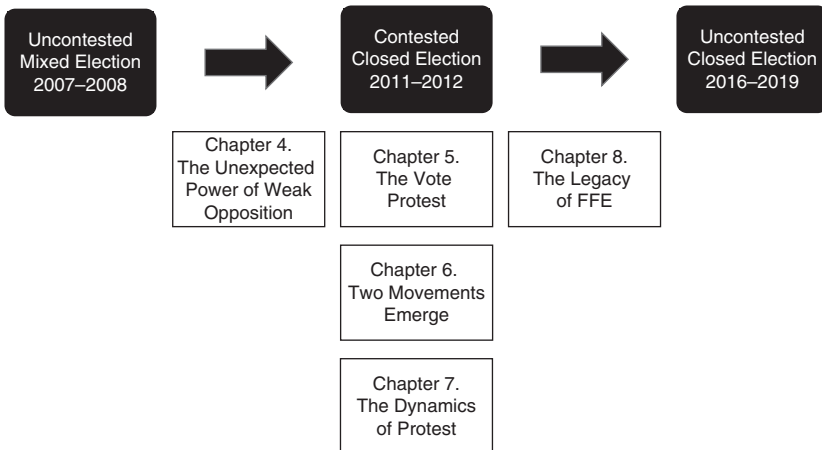 Uncontested
Mixed Election
2007–2008
Contested
Closed Election
2011–2012
Uncontested
Closed Election
2016–2019
Chapter 4.
The Unexpected
Power of Weak
Opposition
Chapter 5.
The Vote
Protest
Chapter 8.
The Legacy
of FFE
Chapter 6.
Two Movements
Emerge
Chapter 7.
The Dynamics
of Protest